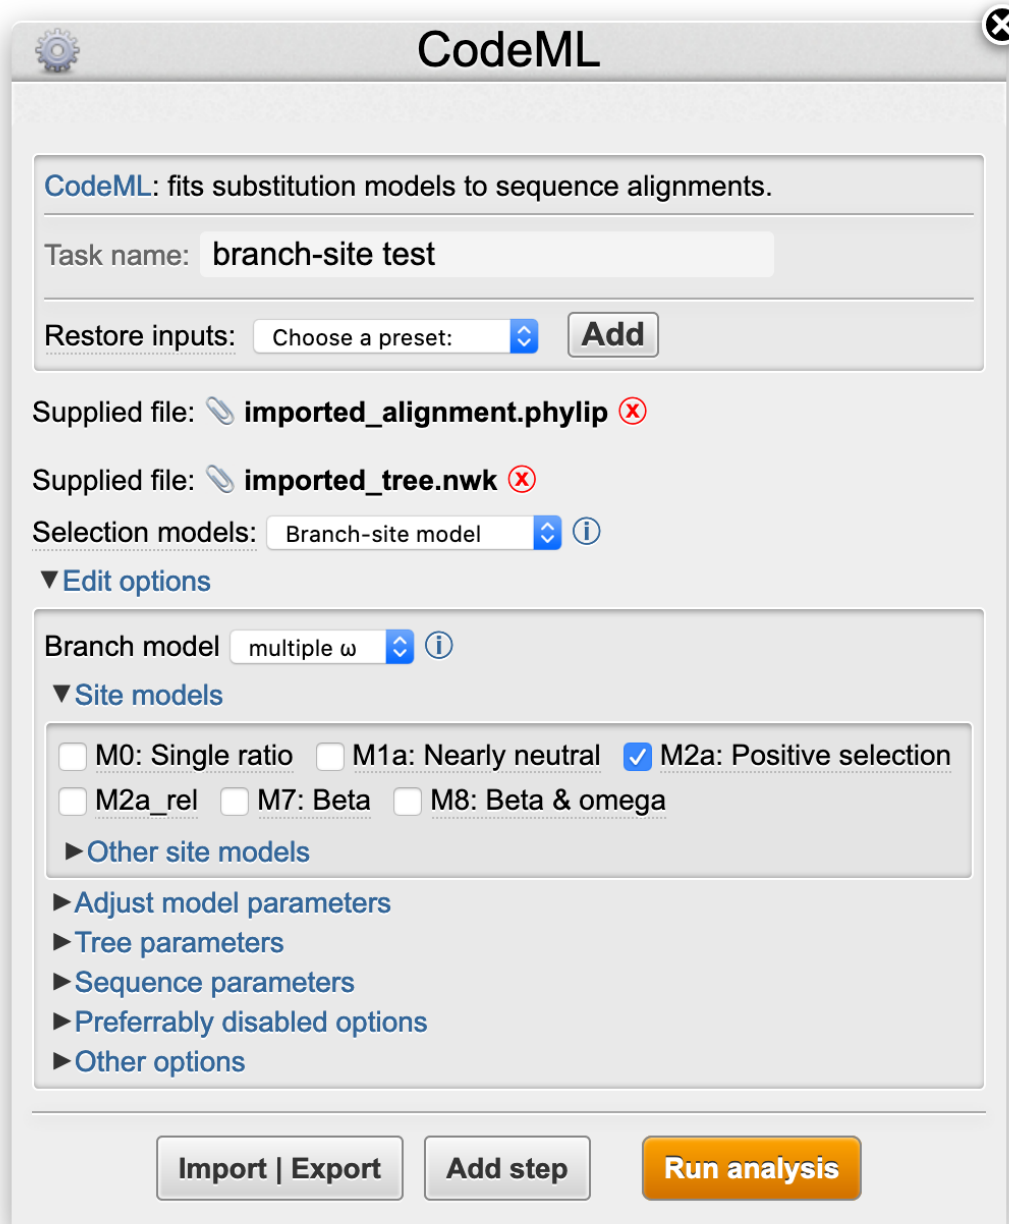 CodeML
CodeML: fits substitution models to sequence alignments.
Task name: branch-site test
Restore inputs: Choose a preset: Add
Supplied file: imported_alignment.phylip x
Supplied file: imported_tree.nwk x
Selection models: Branch-site model i
▼Edit options
Branch model multiple ω i
▼Site models
M0: Single ratio M1a: Nearly neutral M2a: Positive selection
M2a_rel M7: Beta M8: Beta & omega
►Other site models
►Adjust model parameters
►Tree parameters
►Sequence parameters
►Preferrably disabled options
►Other options
Import | Export Add step Run analysis